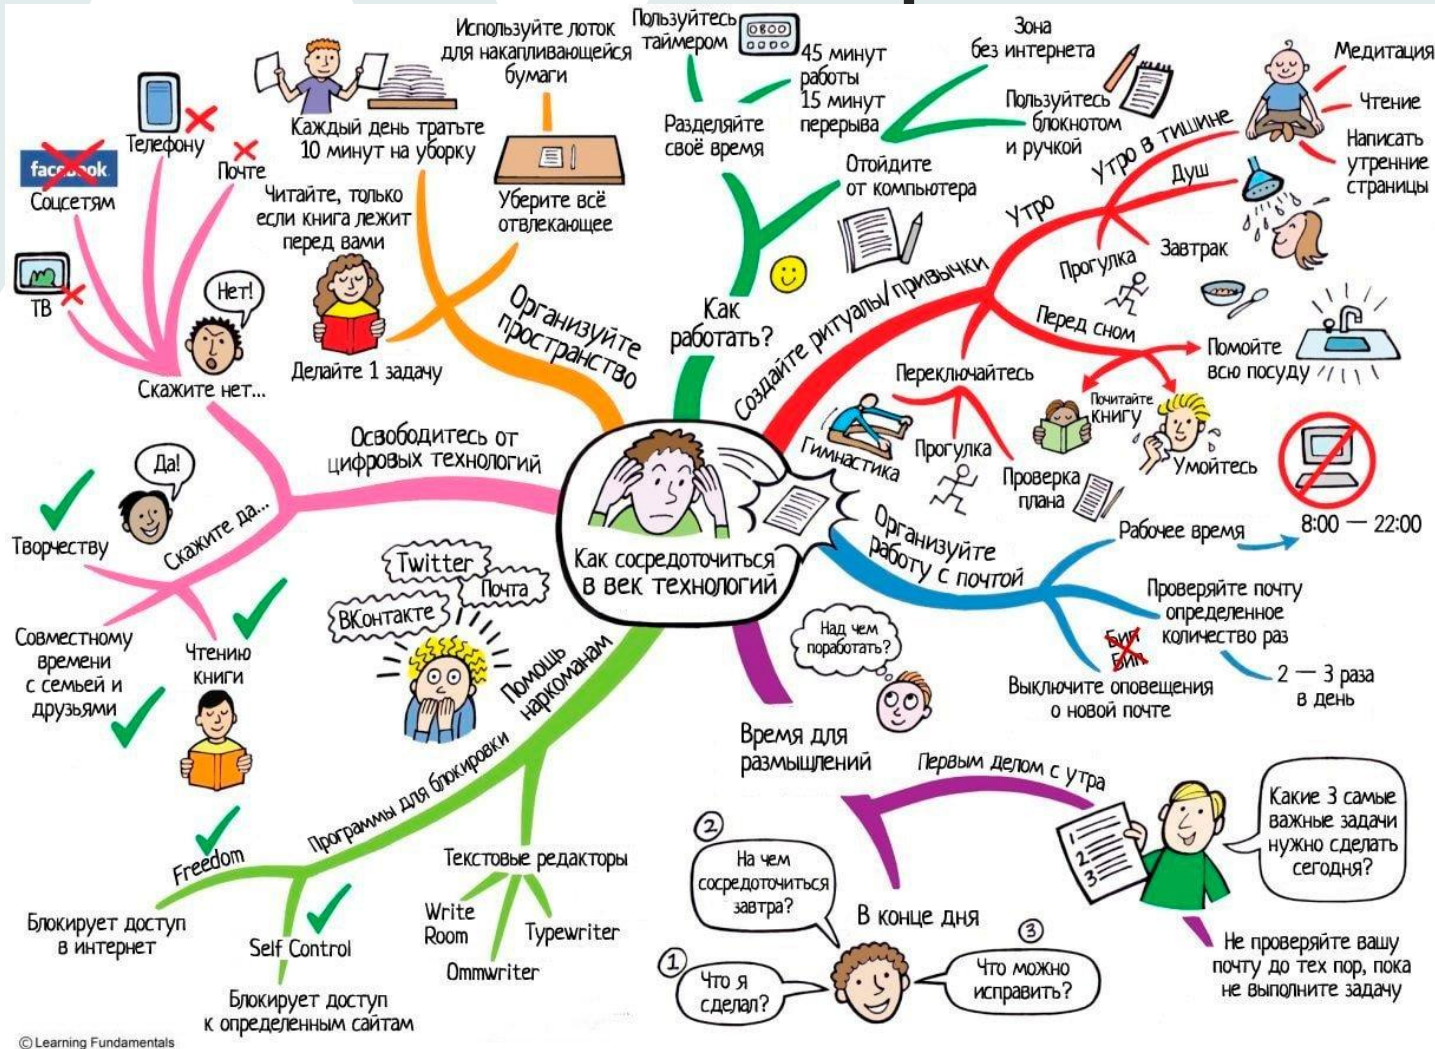 Используйте лоток
для накапливающейся
бумаги
Пользуйтесь
таймером
0800
45 минут
работы
15 минут
перерыва
Зона
без интернета
Медитация
Чтение
Написать
утренние
страницы
Телефону
Каждый день тратьте
10 минут на уборку
Разделяйте
своё время
Пользуйтесь
блокнотом
и ручкой
Утро в тишине
facebook
Соцсетям
Почте
Читайте, только
если книга лежит
перед вами
Уберите всё
отвлекающее
Отойдите
от компьютера
Душ
Утро
Прогулка
Завтрак
ТВ
Нет!
Скажите нет...
Делайте 1 задачу
Организуйте
пространство
Как
работать?
Создайте ритуалы/привычки
Перед сном
Помойте
всю посуду
Почитайте
книгу
Умойтесь
Переключайтесь
Гимнастика
Прогулка
Проверка
плана
Освободитесь от
цифровых технологий
Да!
Скажите да...
Творчеству
Совместному
времени
с семьей и
друзьями
Чтению
книги
Как сосредоточиться
в век технологий
Организуйте
работу с почтой
Рабочее время
8:00 — 22:00
Проверяйте почту
определенное
количество раз
2 — 3 раза
в день
Бип
Бип
Выключите оповещения
о новой почте
Twitter
Почта
ВКонтакте
Помощь
наркоманам
Программы для блокировки
Freedom
Блокирует доступ
в интернет
Self Control
Блокирует доступ
к определенным сайтам
Текстовые редакторы
Write
Room
Ommwriter
Typewriter
Над чем
поработать?
Время для
размышлений
Первым делом с утра
1
2
3
Какие 3 самые
важные задачи
нужно сделать
сегодня?
Не проверяйте вашу
почту до тех пор, пока
не выполните задачу
В конце дня
1
Что я
сделал?
2
На чем
сосредоточиться
завтра?
3
Что можно
исправить?
© Learning Fundamentals